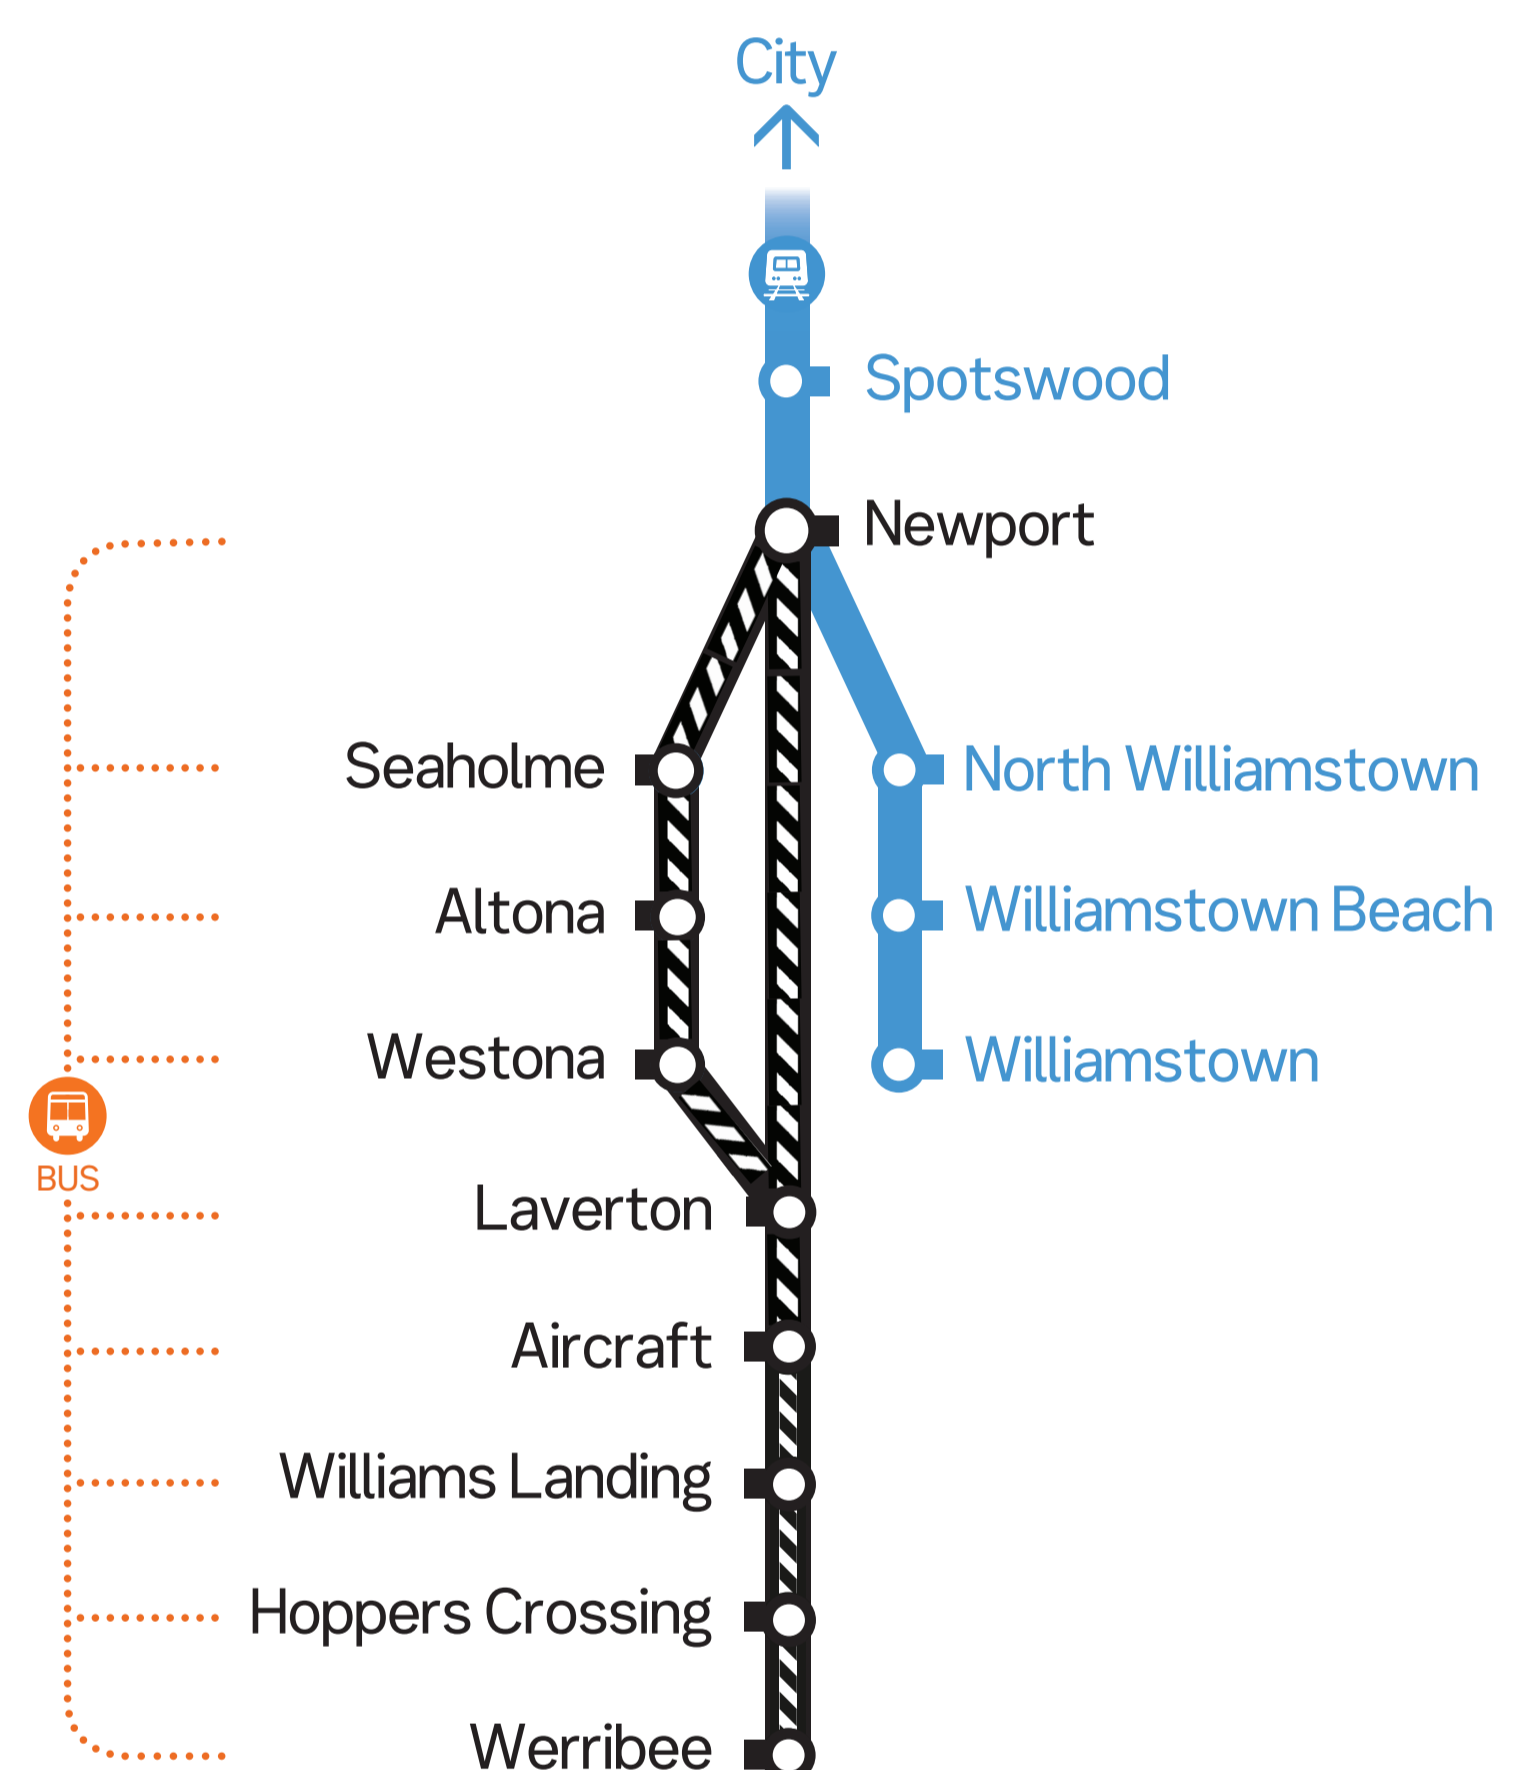 City
Spotswood
Newport
Seaholme
North Williamstown
Altona
Williamstown Beach
Westona
Williamstown
BUS
Laverton
Aircraft
Williams Landing
Hoppers Crossing
Werribee